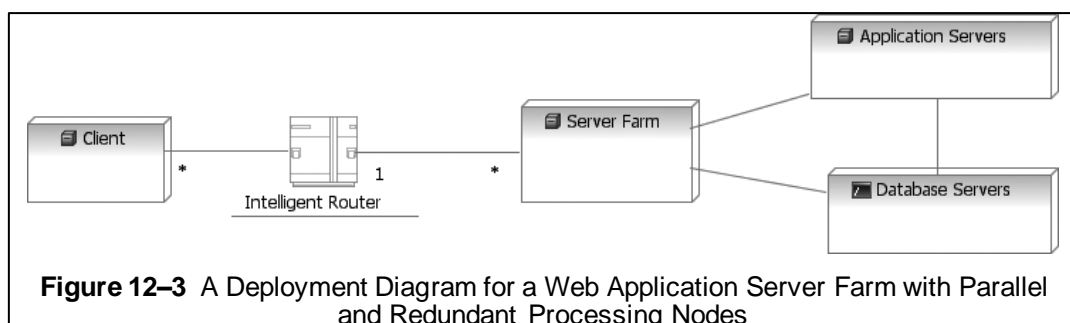 Application Servers
Server Farm
Client
*
1
*
Intelligent Router
Database Servers
Figure 12–3 A Deployment Diagram for a Web Application Server Farm with Parallel
and Redundant Processing Nodes